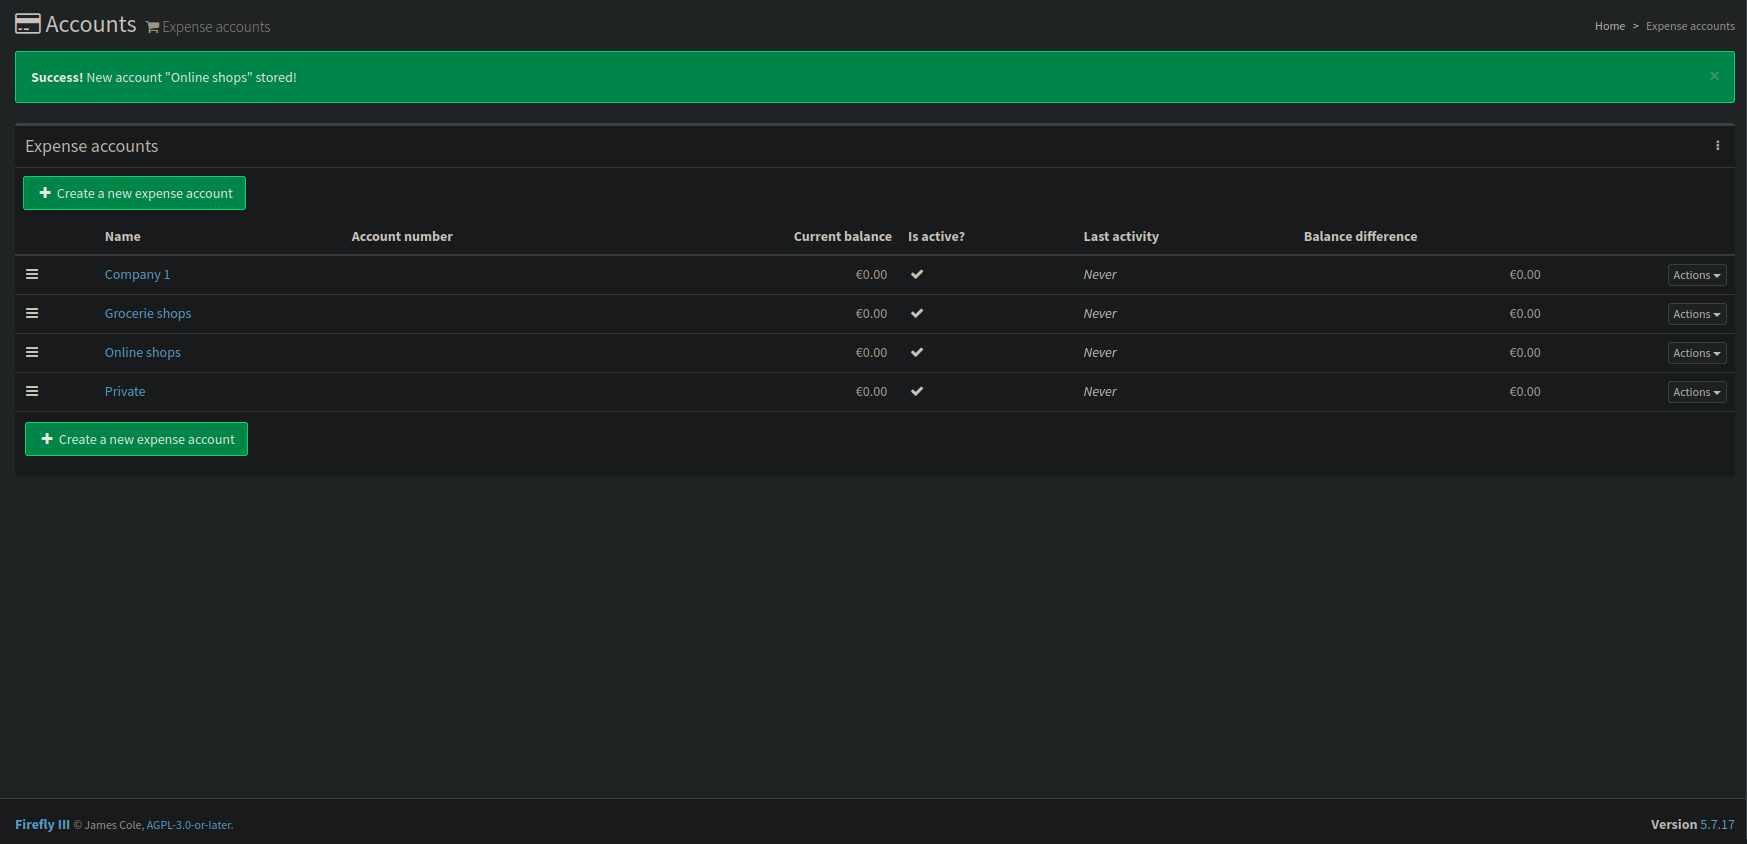 Accounts Expense accounts
Home > Expense accounts
Success! New account "Online shops" stored!
×
Expense accounts
Create a new expense account
Name Account number Current balance Is active? Last activity Balance difference
Company 1 €0.00 Never €0.00 Actions
Grocerie shops €0.00 Never €0.00 Actions
Online shops €0.00 Never €0.00 Actions
Private €0.00 Never €0.00 Actions
Create a new expense account
Firefly III © James Cole, AGPL-3.0-or-later.
Version 5.7.17